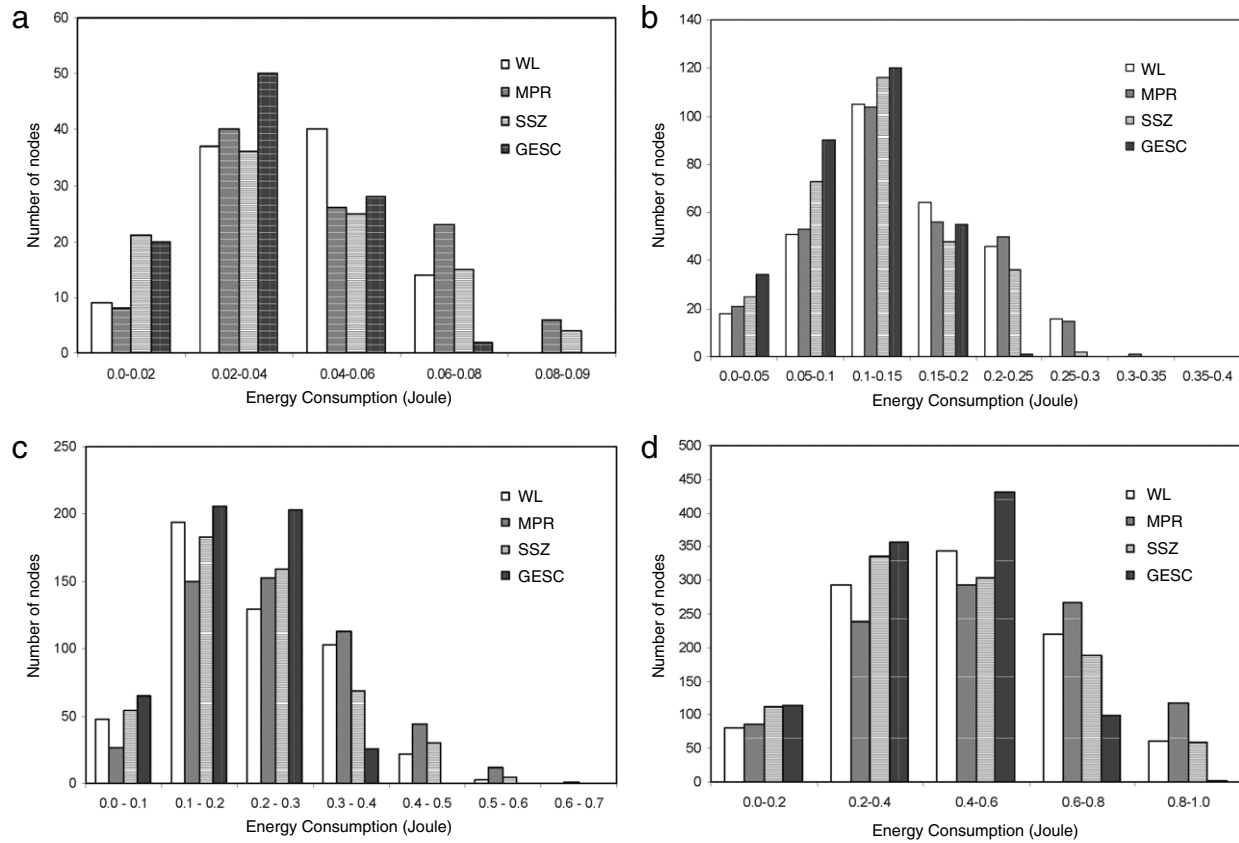 a
60
50
40
30
20
10
0
Number of nodes
WL
MPR
SSZ
GESC
0.0-0.02 0.02-0.04 0.04-0.06 0.06-0.08 0.08-0.09
Energy Consumption (Joule)
b
140
120
100
80
60
40
20
0
Number of nodes
WL
MPR
SSZ
GESC
0.0-0.05 0.05-0.1 0.1-0.15 0.15-0.2 0.2-0.25 0.25-0.3 0.3-0.35 0.35-0.4
Energy Consumption (Joule)
c
250
200
150
100
50
0
Number of nodes
WL
MPR
SSZ
GESC
0.0 - 0.1 0.1 - 0.2 0.2 - 0.3 0.3 - 0.4 0.4 - 0.5 0.5 - 0.6 0.6 - 0.7
Energy Consumption (Joule)
d
500
450
400
350
300
250
200
150
100
50
0
Number of nodes
WL
MPR
SSZ
GESC
0.0-0.2 0.2-0.4 0.4-0.6 0.6-0.8 0.8-1.0
Energy Consumption (Joule)